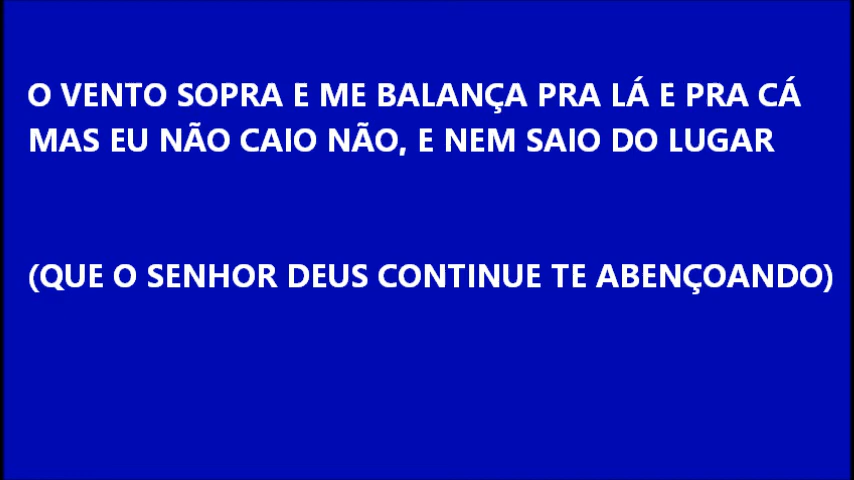 O VENTO SOPRA E ME BALANÇA PRA LÁ E PRA CÁ
MAS EU NÃO CAIO NÃO, E NEM SAIO DO LUGAR
(QUE O SENHOR DEUS CONTINUE TE ABENÇOANDO)